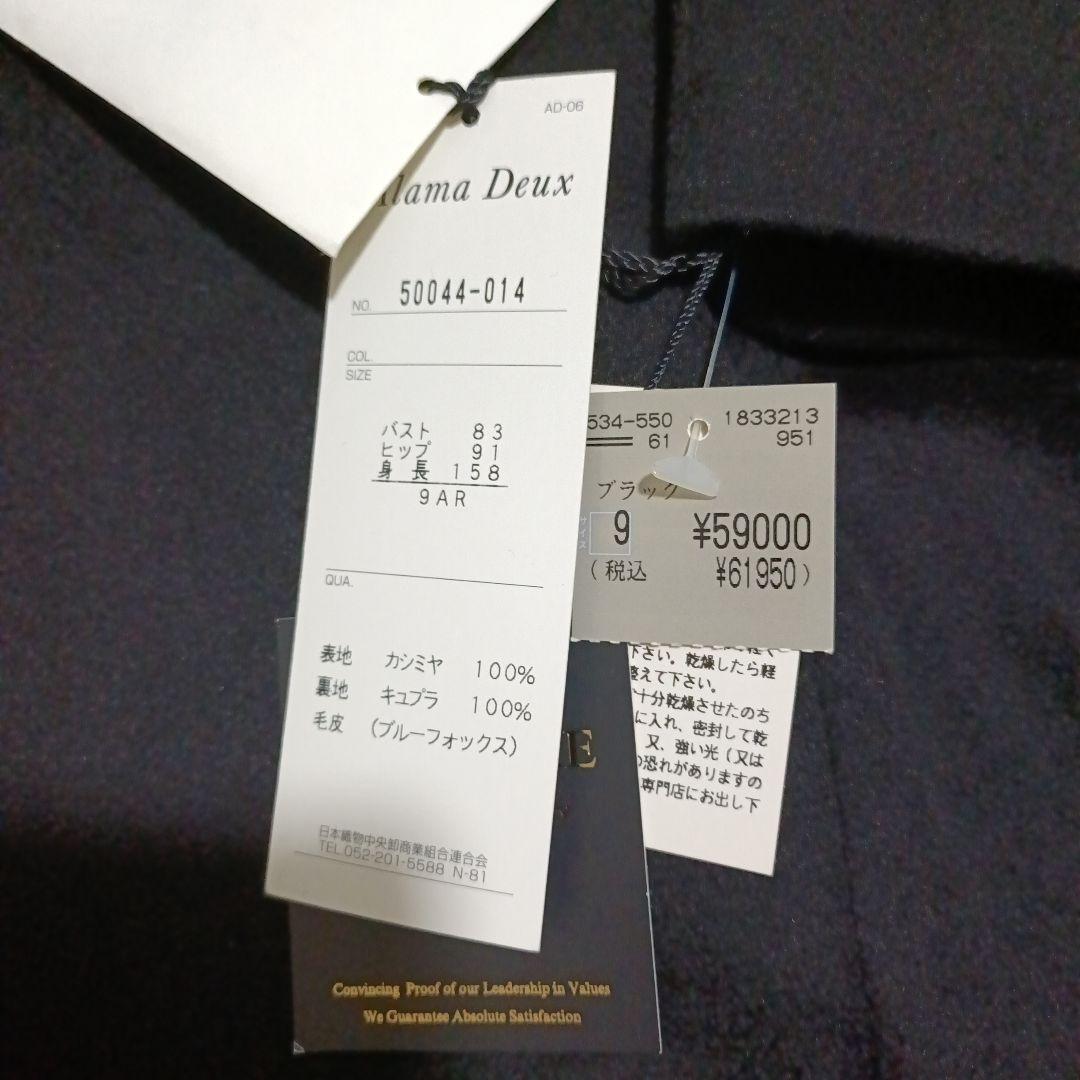 AD-06
Deux
NO. 50044-014
COL.
SIZE
バスト 83
ヒップ 91
身長 158
9AR
QUA.
表地 カシミヤ 100%
裏地 キュプラ 100%
毛皮 (ブルーフォックス)
日本織物中央卸商業組合連合会
TEL.052-201-5588 N-81
534-550 1833213
61 951
ブラック
サイズ 9 ¥59000
(税込 ¥61950)
下さい。乾燥したら軽
整えて下さい。
十分乾燥させたのち
に入れ、密封して乾
又、強い光(又は
の恐れがありますの
専門店にお出し下
E
Convincing Proof of our Leadership in Values
We Guarantee Absolute Satisfaction